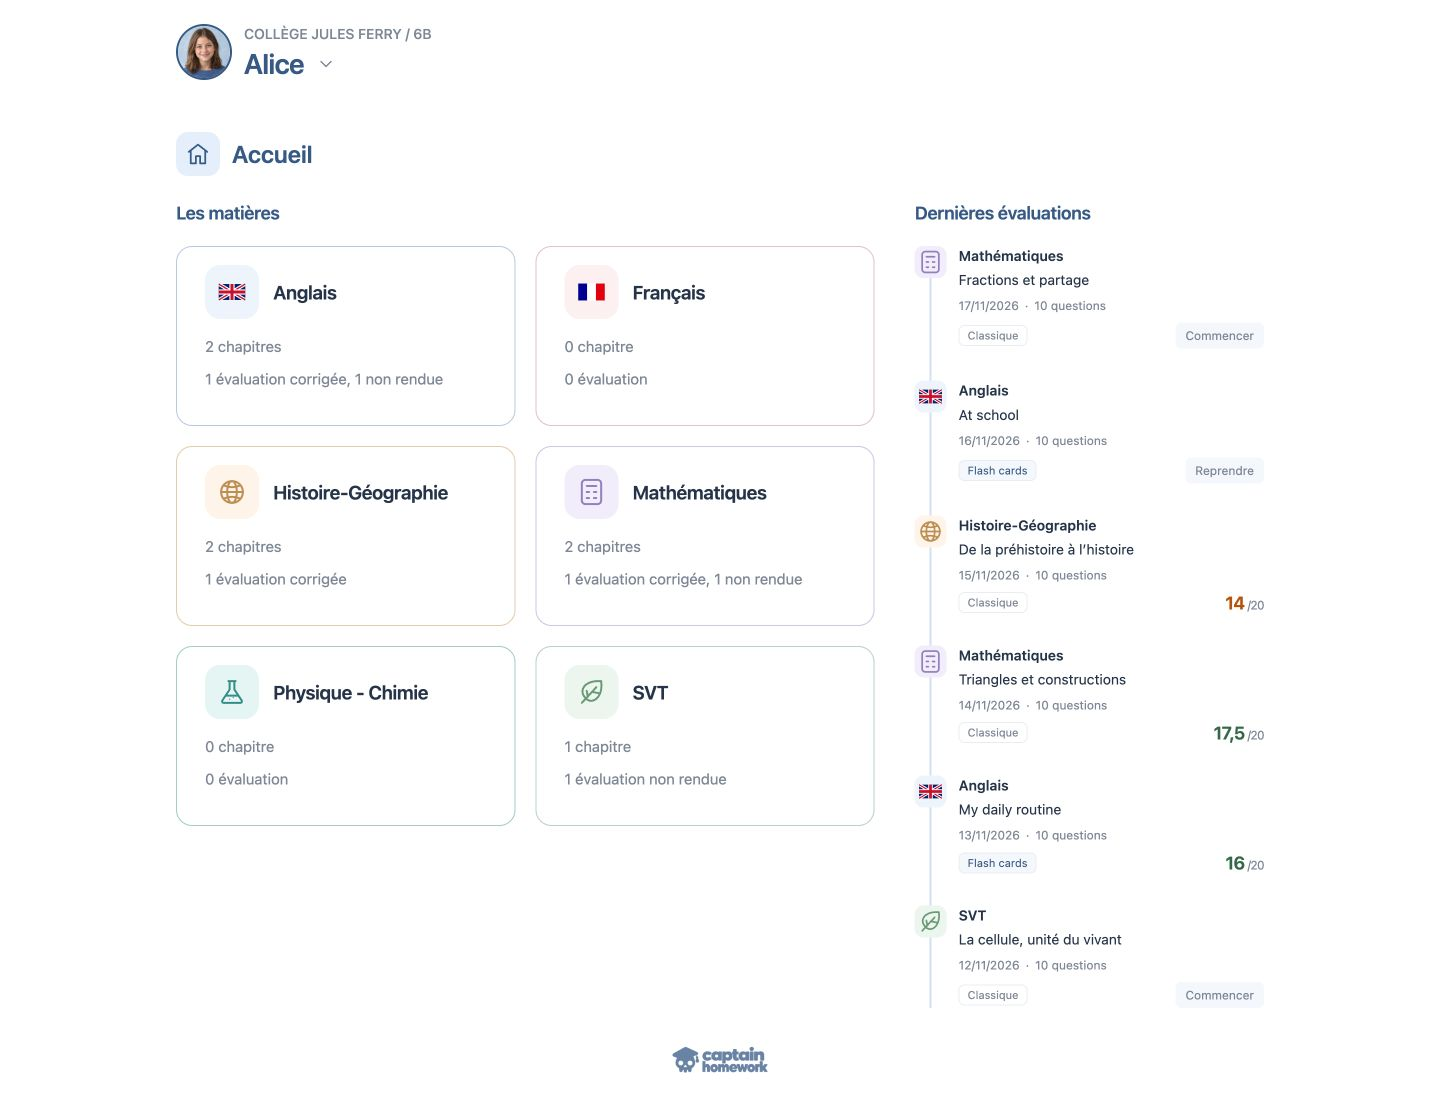 COLLÈGE JULES FERRY / 6B
Alice
Accueil
Les matières
Anglais
2 chapitres
1 évaluation corrigée, 1 non rendue
Français
0 chapitre
0 évaluation
Histoire-Géographie
2 chapitres
1 évaluation corrigée
Mathématiques
2 chapitres
1 évaluation corrigée, 1 non rendue
Physique - Chimie
0 chapitre
0 évaluation
SVT
1 chapitre
1 évaluation non rendue
Dernières évaluations
Mathématiques
Fractions et partage
17/11/2026 · 10 questions
Classique Commencer
Anglais
At school
16/11/2026 · 10 questions
Flash cards Reprendre
Histoire-Géographie
De la préhistoire à l’histoire
15/11/2026 · 10 questions
Classique 14 /20
Mathématiques
Triangles et constructions
14/11/2026 · 10 questions
Classique 17,5 /20
Anglais
My daily routine
13/11/2026 · 10 questions
Flash cards 16 /20
SVT
La cellule, unité du vivant
12/11/2026 · 10 questions
Classique Commencer
captain
homework